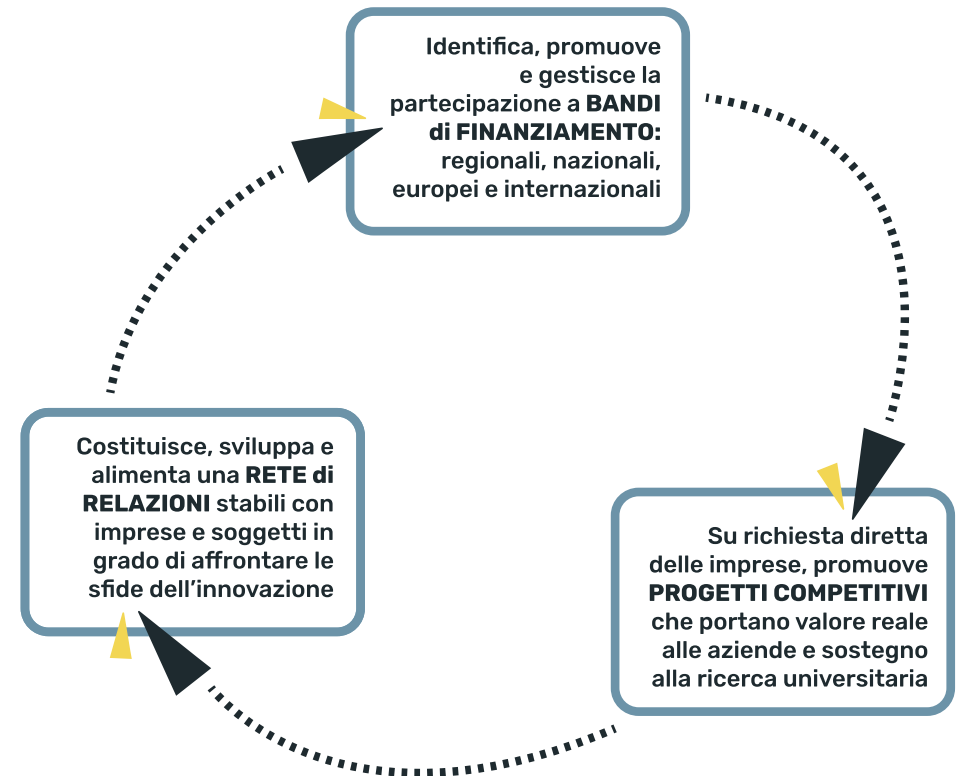 Identifica, promuove
e gestisce la
partecipazione a BANDI
di FINANZIAMENTO:
regionali, nazionali,
europei e internazionali
Costituisce, sviluppa e
alimenta una RETE di
RELAZIONI stabili con
imprese e soggetti in
grado di affrontare le
sfide dell’innovazione
Su richiesta diretta
delle imprese, promuove
PROGETTI COMPETITIVI
che portano valore reale
alle aziende e sostegno
alla ricerca universitaria